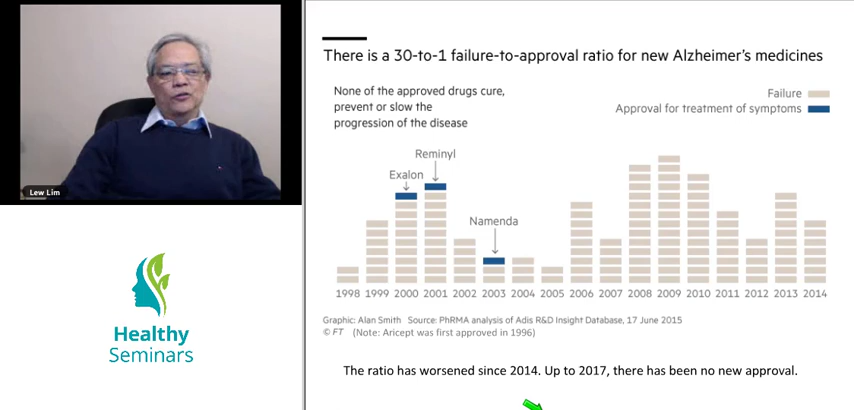 Lew Lim
Healthy
Seminars
There is a 30-to-1 failure-to-approval ratio for new Alzheimer's medicines
None of the approved drugs cure,
prevent or slow the
progression of the disease
Failure
Approval for treatment of symptoms
Reminyl
Exalon
Namenda
1998 1999 2000 2001 2002 2003 2004 2005 2006 2007 2008 2009 2010 2011 2012 2013 2014
Graphic: Alan Smith Source: PhRMA analysis of Adis R&D Insight Database, 17 June 2015
© FT (Note: Aricept was first approved in 1996)
The ratio has worsened since 2014. Up to 2017, there has been no new approval.